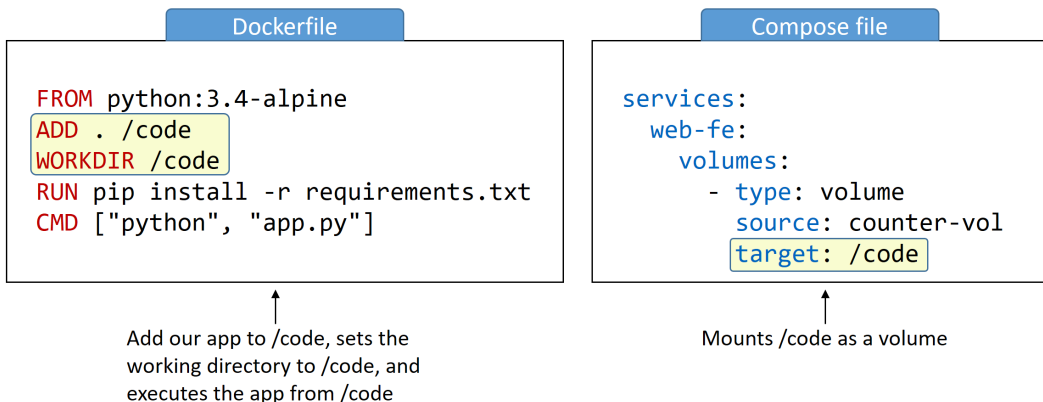 Dockerfile
FROM python:3.4-alpine
ADD . /code
WORKDIR /code
RUN pip install -r requirements.txt
CMD ["python", "app.py"]
Add our app to /code, sets the
working directory to /code, and
executes the app from /code
Compose file
services:
  web-fe:
    volumes:
      - type: volume
        source: counter-vol
        target: /code
Mounts /code as a volume